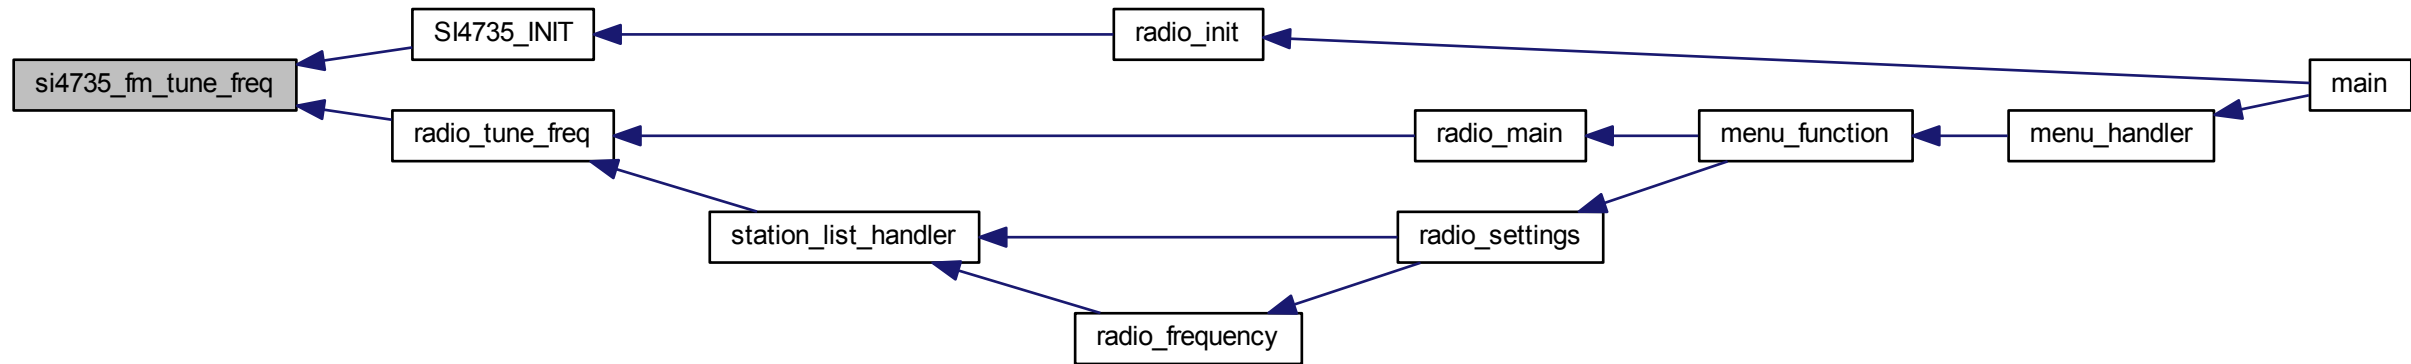 SI4735_INIT
radio_init
si4735_fm_tune_freq
main
radio_tune_freq
radio_main
menu_function
menu_handler
station_list_handler
radio_settings
radio_frequency